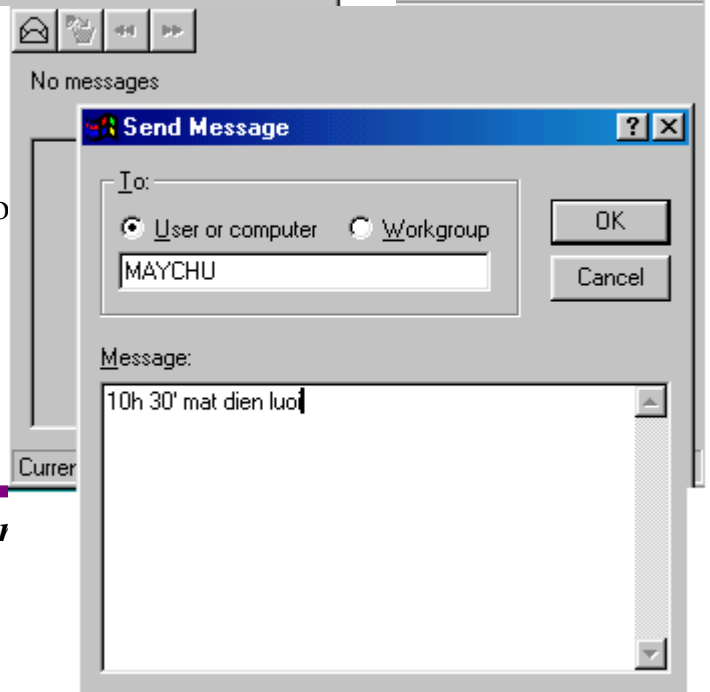 No messages
Send Message
To:
User or computer Workgroup
OK
MAYCHU
Cancel
Message:
10h 30' mat dien luoi
Curren